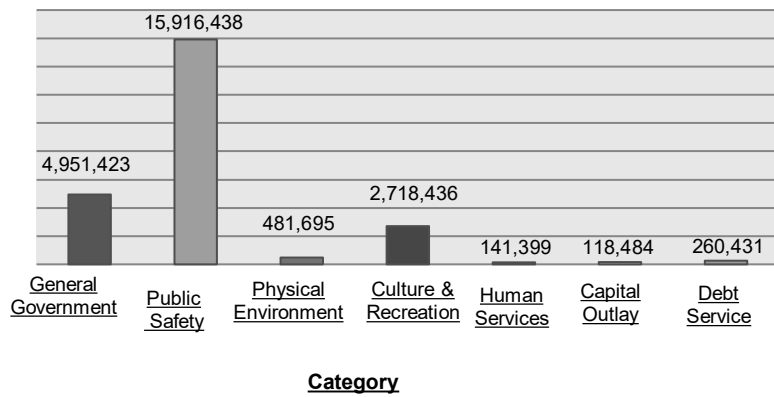 15,916,438
4,951,423
481,695
2,718,436
141,399
118,484
260,431
General
Government
Public
Safety
Physical
Environment
Culture &
Recreation
Human
Services
Capital
Outlay
Debt
Service
Category